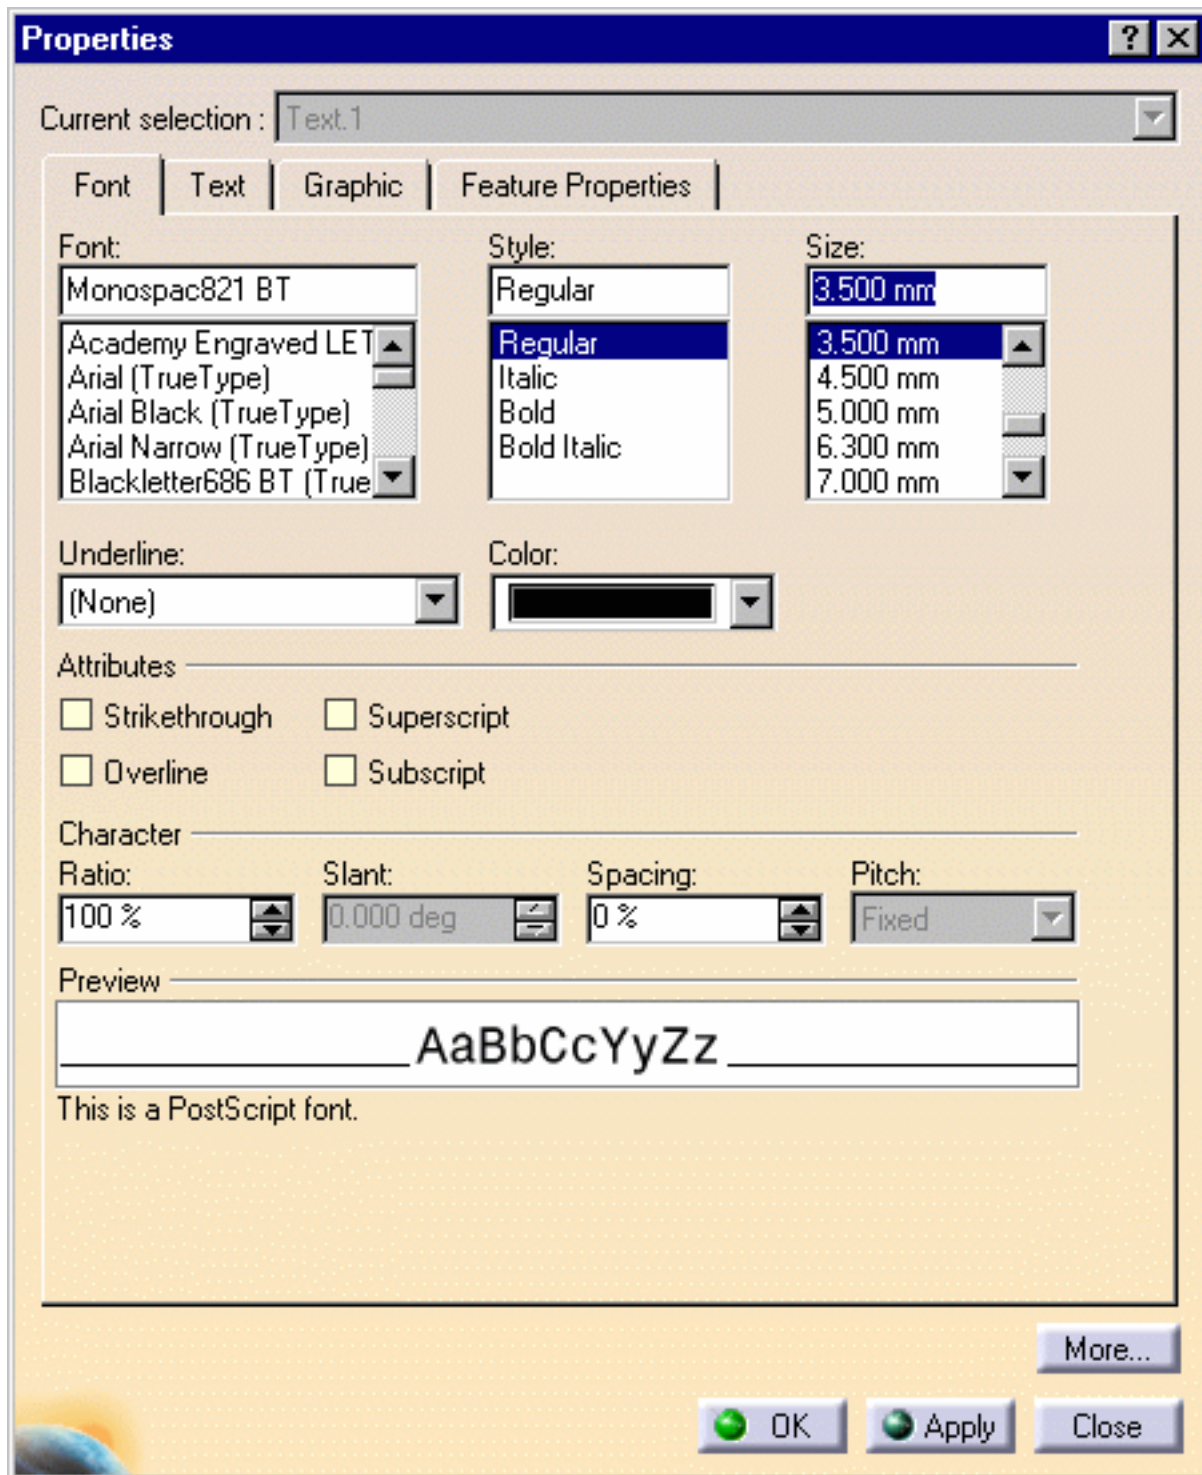 Properties
Current selection : Text.1
Font Text Graphic Feature Properties
Font: Style: Size:
Monospac821 BT Regular 3.500 mm
Academy Engraved LET Regular 3.500 mm
Arial (TrueType) Italic 4.500 mm
Arial Black (TrueType) Bold 5.000 mm
Arial Narrow (TrueType) Bold Italic 6.300 mm
Blackletter686 BT (True 7.000 mm
Underline: Color:
(None)
Attributes
Strikethrough Superscript
Overline Subscript
Character
Ratio: Slant: Spacing: Pitch:
100 % 0.000 deg 0 % Fixed
Preview
AaBbCcYyZz
This is a PostScript font.
More...
OK Apply Close